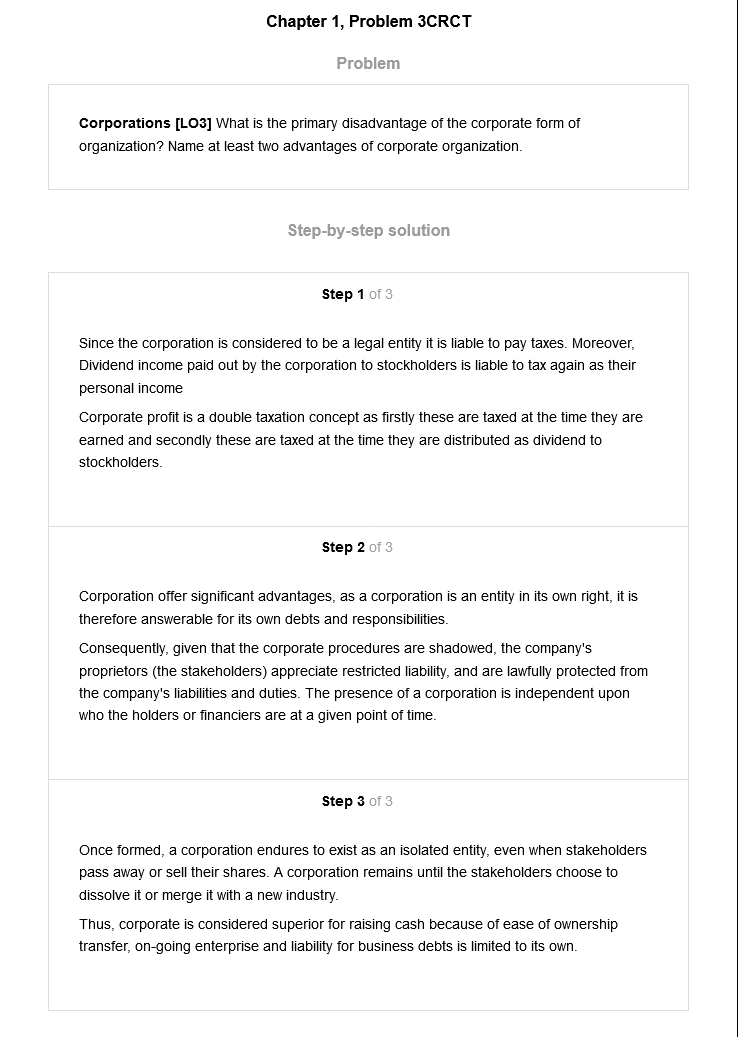 Chapter 1, Problem 3CRCT
Problem
Corporations [LO3] What is the primary disadvantage of the corporate form of
organization? Name at least two advantages of corporate organization.
Step-by-step solution
Step 1 of 3
Since the corporation is considered to be a legal entity it is liable to pay taxes. Moreover,
Dividend income paid out by the corporation to stockholders is liable to tax again as their
personal income
Corporate profit is a double taxation concept as firstly these are taxed at the time they are
earned and secondly these are taxed at the time they are distributed as dividend to
stockholders.
Step 2 of 3
Corporation offer significant advantages, as a corporation is an entity in its own right, it is
therefore answerable for its own debts and responsibilities.
Consequently, given that the corporate procedures are shadowed, the company's
proprietors (the stakeholders) appreciate restricted liability, and are lawfully protected from
the company's liabilities and duties. The presence of a corporation is independent upon
who the holders or financiers are at a given point of time.
Step 3 of 3
Once formed, a corporation endures to exist as an isolated entity, even when stakeholders
pass away or sell their shares. A corporation remains until the stakeholders choose to
dissolve it or merge it with a new industry.
Thus, corporate is considered superior for raising cash because of ease of ownership
transfer, on-going enterprise and liability for business debts is limited to its own.